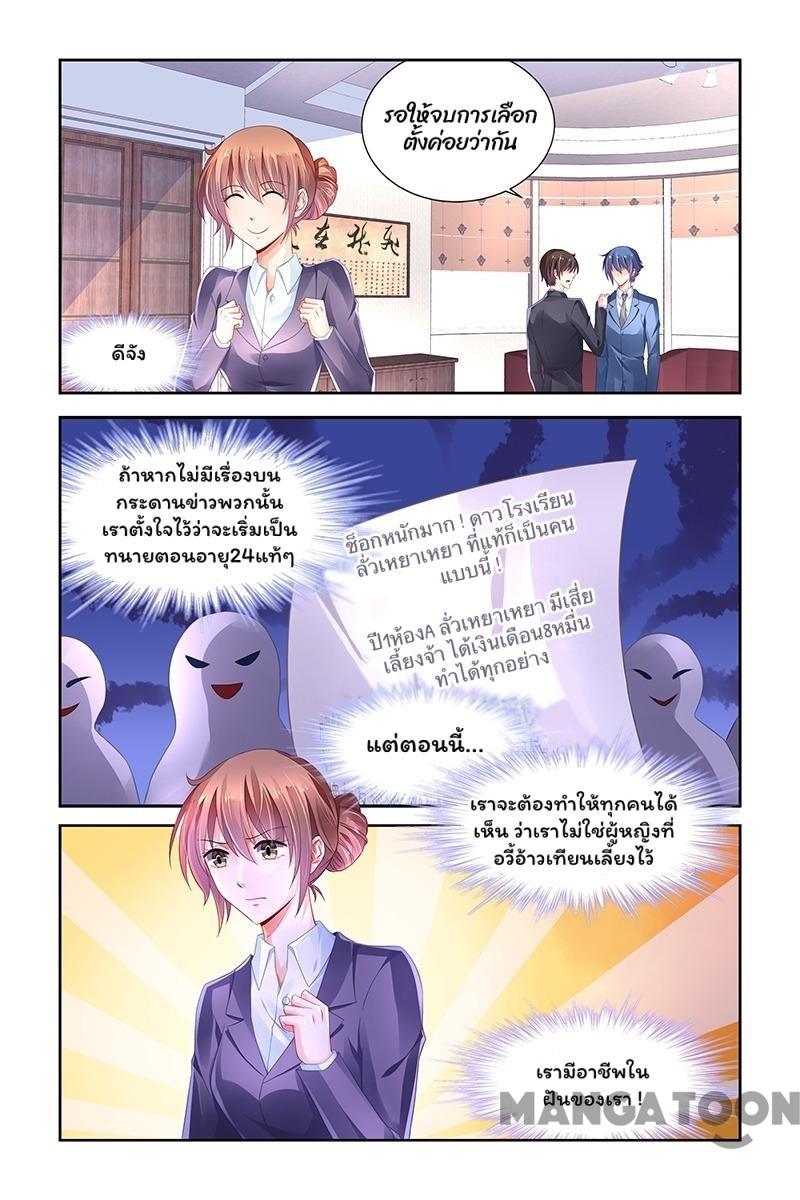 รอให้จบการเลือก
ตั้งค่อยว่ากัน
ดีจัง
ถ้าหากไม่มีเรื่องบน
กระดานข่าวพวกนั้น
เราตั้งใจไว้ว่าจะเริ่มเป็น
ทนายตอนอายุ24แท้ๆ
ช็อกหนักมาก ! ดาวโรงเรียน
ลั่วเหยาเหยา ที่แท้ก็เป็นคน
แบบนี้ !
ปี1ห้องA ลั่วเหยาเหยา มีเสี่ย
เลี้ยงจ้า ได้เงินเดือน8หมื่น
ทำได้ทุกอย่าง
แต่ตอนนี้...
เราจะต้องทำให้ทุกคนได้
เห็น ว่าเราไม่ใช่ผู้หญิงที่
อวี้อ้าวเทียนเลี้ยงไว้
เรามีอาชีพใน
ฝันของเรา !
MANGATOON